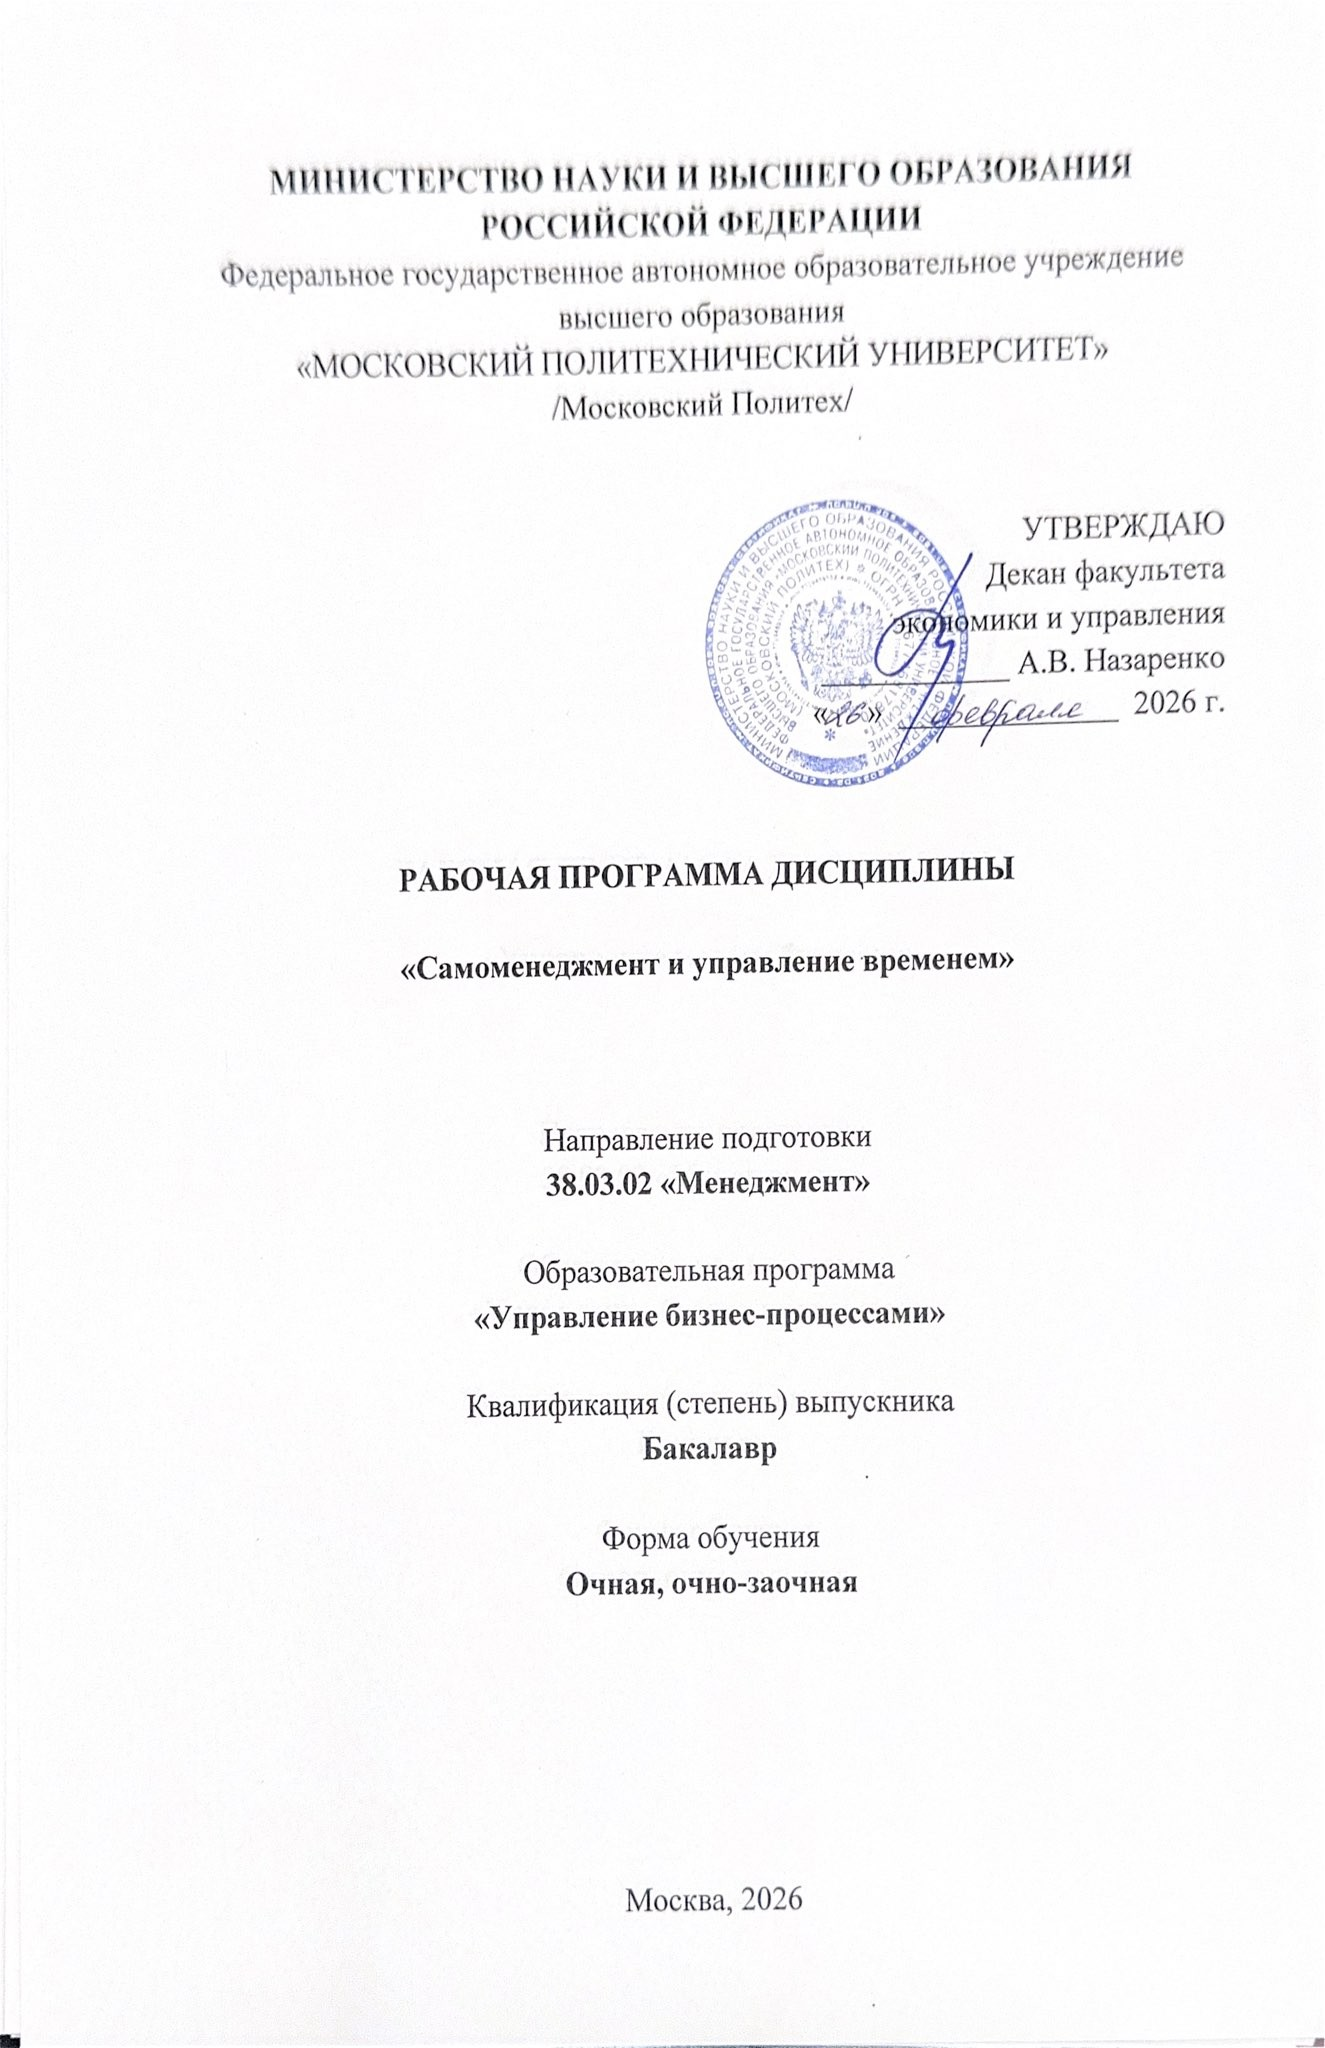 МИНИСТЕРСТВО НАУКИ И ВЫСШЕГО ОБРАЗОВАНИЯ
РОССИЙСКОЙ ФЕДЕРАЦИИ
Федеральное государственное автономное образовательное учреждение
высшего образования
«МОСКОВСКИЙ ПОЛИТЕХНИЧЕСКИЙ УНИВЕРСИТЕТ»
/Московский Политех/
УТВЕРЖДАЮ
Декан факультета
экономики и управления
А.В. Назаренко
«26» февраля 2026 г.
РАБОЧАЯ ПРОГРАММА ДИСЦИПЛИНЫ
«Самоменеджмент и управление временем»
Направление подготовки
38.03.02 «Менеджмент»
Образовательная программа
«Управление бизнес-процессами»
Квалификация (степень) выпускника
Бакалавр
Форма обучения
Очная, очно-заочная
Москва, 2026